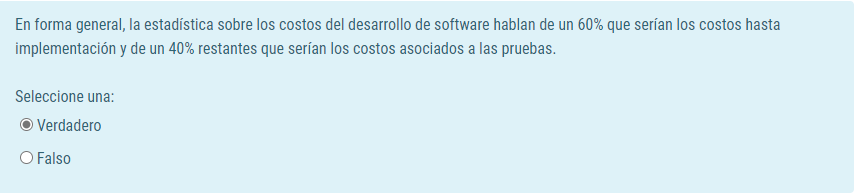 En forma general, la estadística sobre los costos del desarrollo de software hablan de un 60% que serían los costos hasta
implementación y de un 40% restantes que serían los costos asociados a las pruebas.
Seleccione una:
Verdadero
Falso